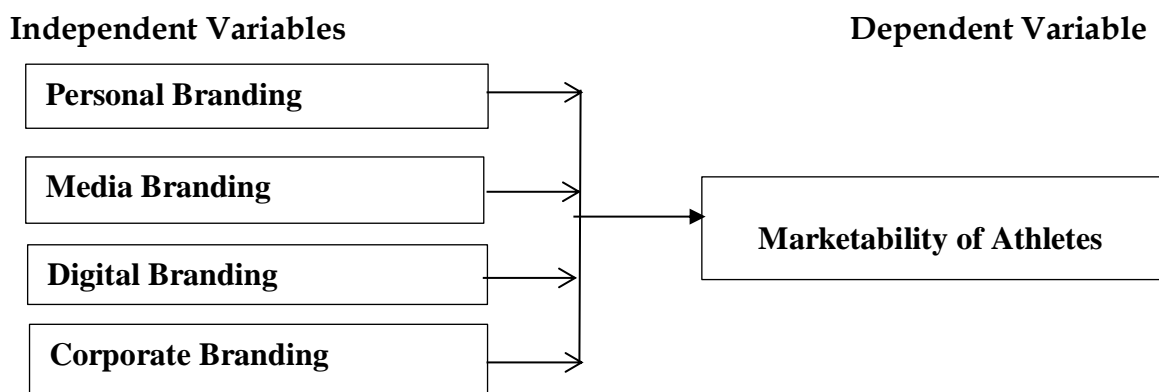 Independent Variables
Dependent Variable
Personal Branding
Media Branding
Digital Branding
Corporate Branding
Marketability of Athletes